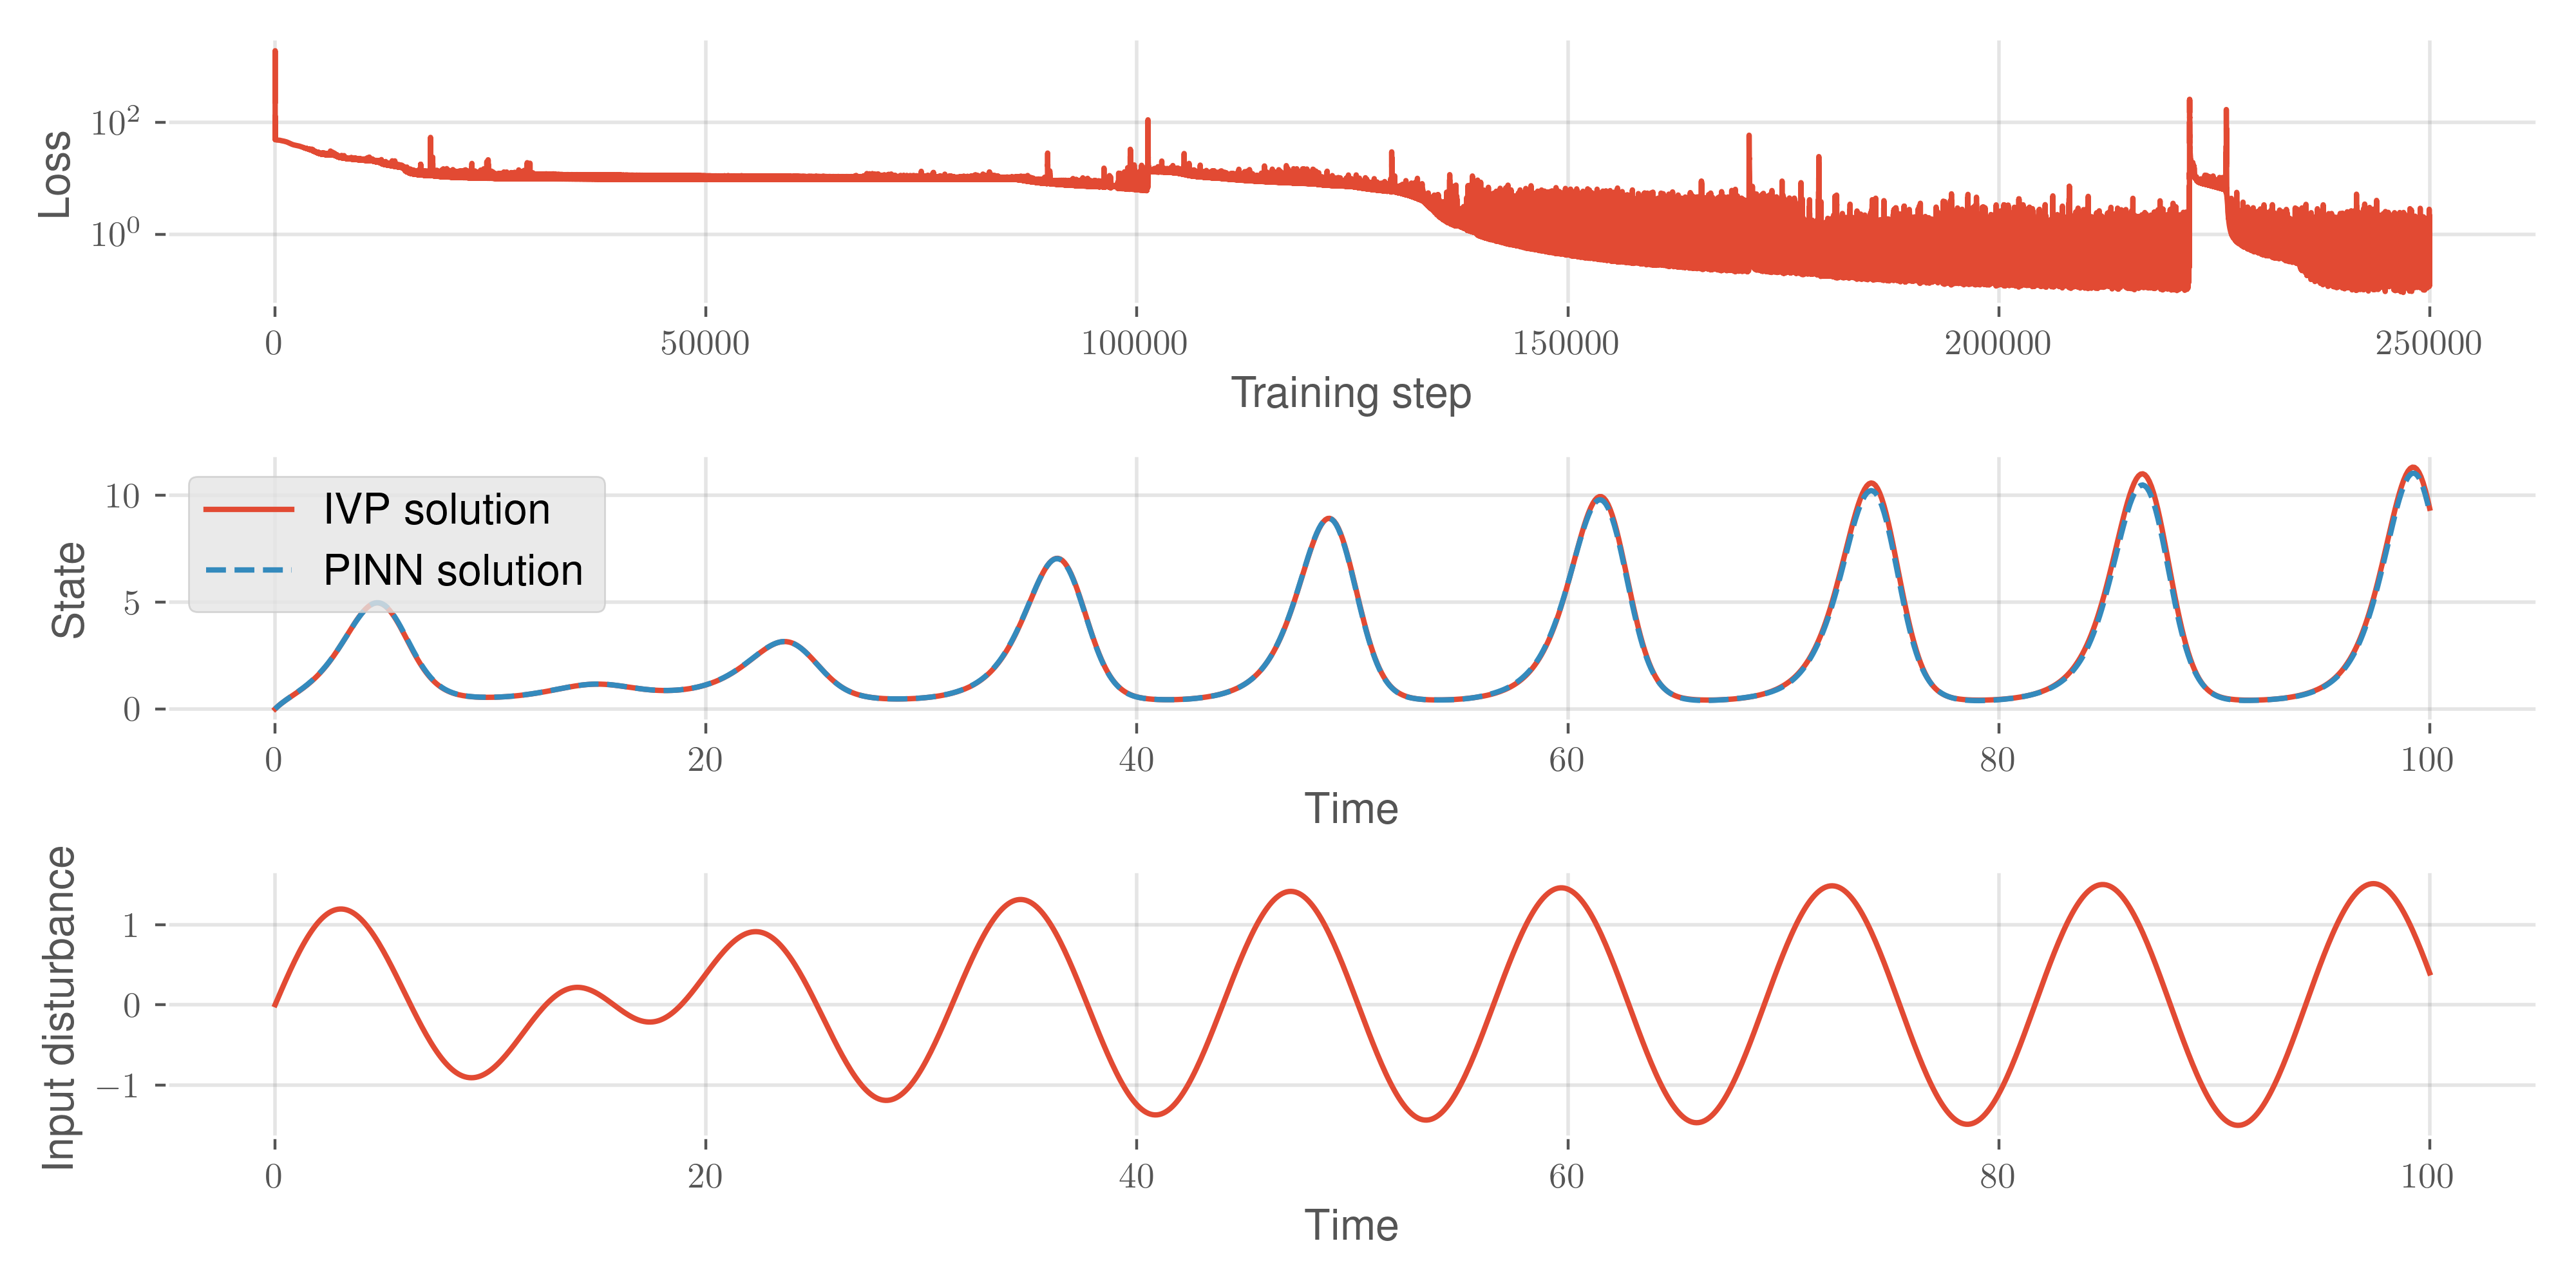 Loss
10²
10⁰
0 50000 100000 150000 200000 250000
Training step
State
10
5
0
IVP solution
PINN solution
0 20 40 60 80 100
Time
Input disturbance
1
0
−1
0 20 40 60 80 100
Time